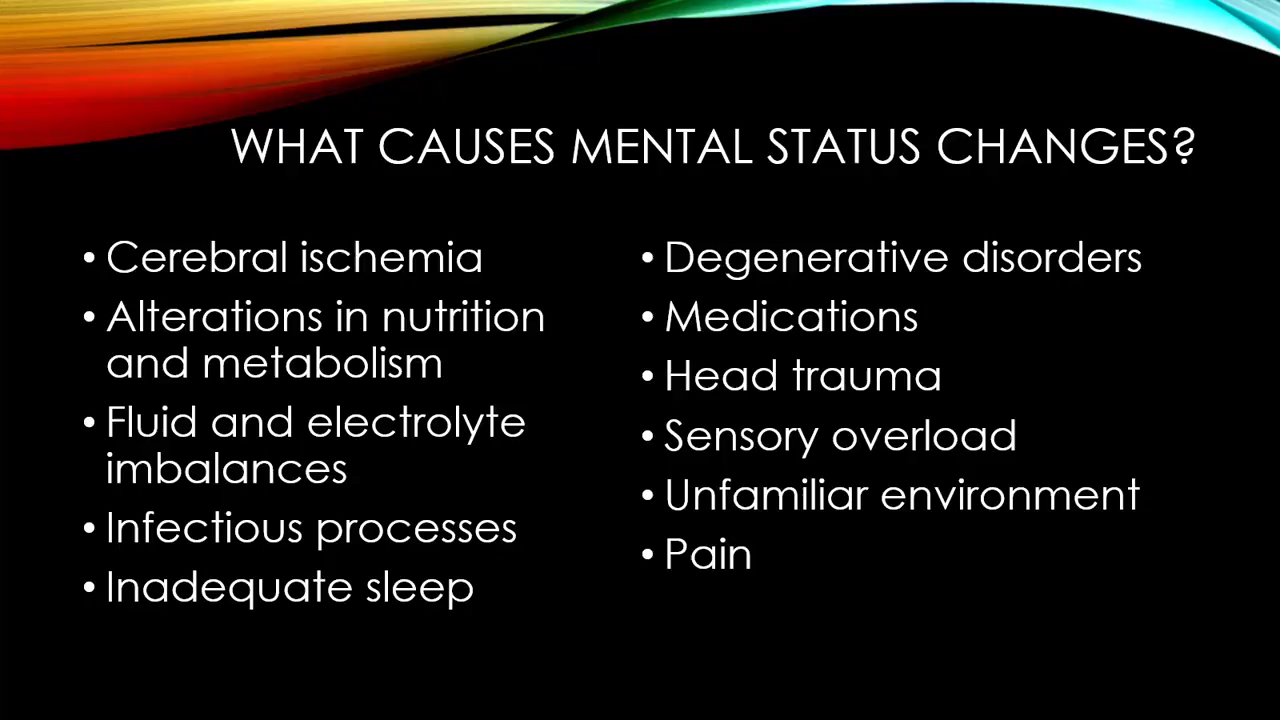 WHAT CAUSES MENTAL STATUS CHANGES?
• Cerebral ischemia
• Alterations in nutrition
and metabolism
• Fluid and electrolyte
imbalances
• Infectious processes
• Inadequate sleep
• Degenerative disorders
• Medications
• Head trauma
• Sensory overload
• Unfamiliar environment
• Pain